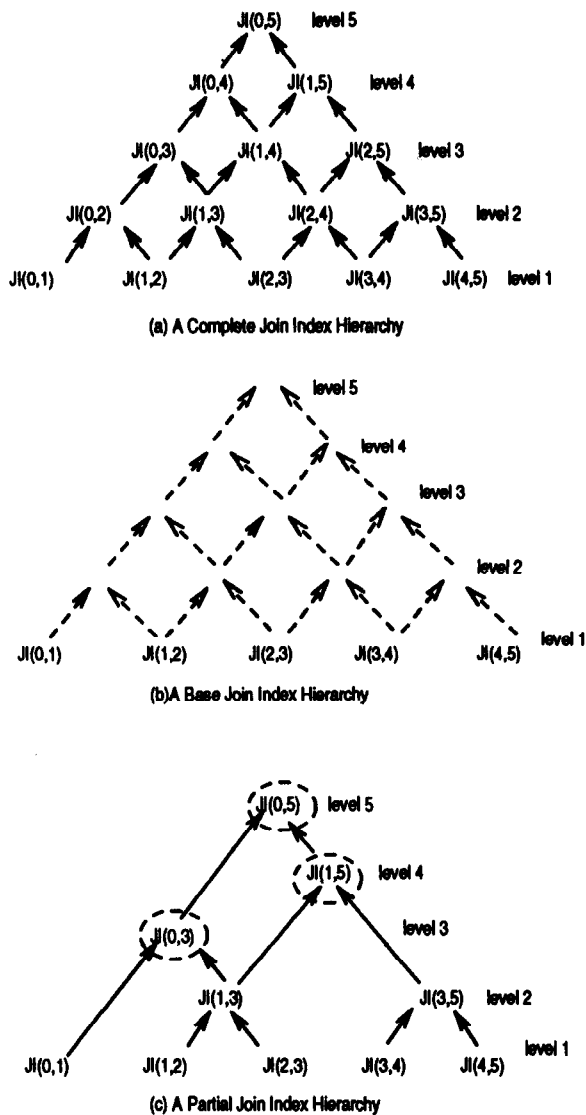 JI(0,5) level 5
JI(0,4) JI(1,5) level 4
JI(0,3) JI(1,4) JI(2,5) level 3
JI(0,2) JI(1,3) JI(2,4) JI(3,5) level 2
JI(0,1) JI(1,2) JI(2,3) JI(3,4) JI(4,5) level 1
(a) A Complete Join Index Hierarchy
level 5
level 4
level 3
level 2
level 1
JI(0,1) JI(1,2) JI(2,3) JI(3,4) JI(4,5)
(b)A Base Join Index Hierarchy
JI(0,5) level 5
JI(1,5) level 4
JI(0,3) level 3
JI(1,3) JI(3,5) level 2
level 1
JI(0,1) JI(1,2) JI(2,3) JI(3,4) JI(4,5)
(c) A Partial Join Index Hierarchy